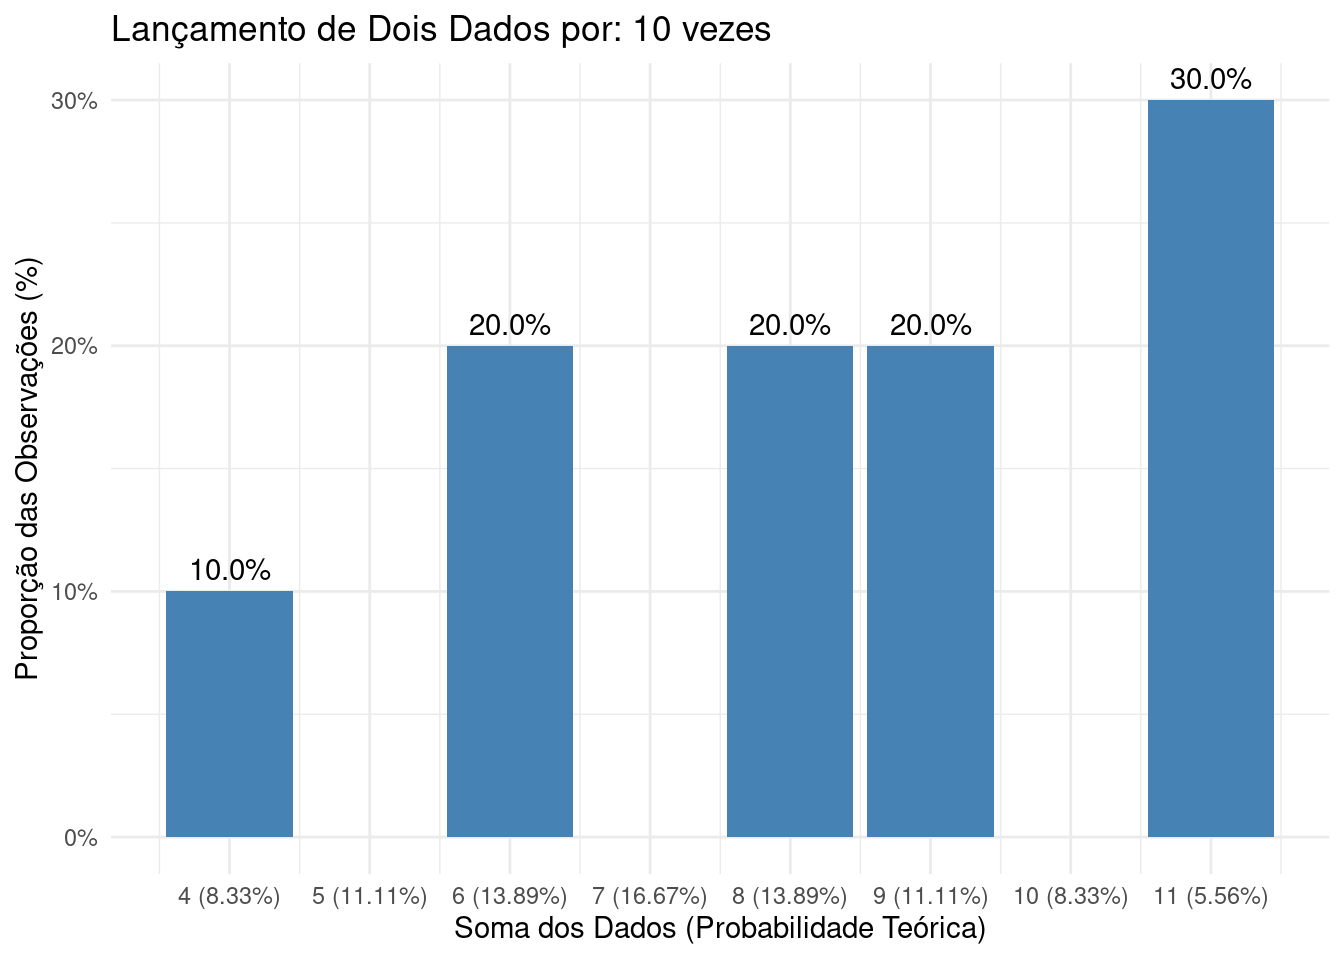 Lançamento de Dois Dados por: 10 vezes
30.0%
30%
20.0% 20.0% 20.0%
20%
10.0%
10%
0%
Proporção das Observações (%)
4 (8.33%) 5 (11.11%) 6 (13.89%) 7 (16.67%) 8 (13.89%) 9 (11.11%) 10 (8.33%) 11 (5.56%)
Soma dos Dados (Probabilidade Teórica)